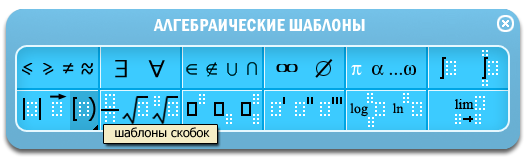 АЛГЕБРАИЧЕСКИЕ ШАБЛОНЫ
⩽ ⩾ ≠ ≈ ∃ ∀ ∈ ∉ ∪ ∩ ∞ ∅ π α ...ω ] ]
| | → [ ) √ √ ' '' ''' log ln lim →
шаблоны скобок